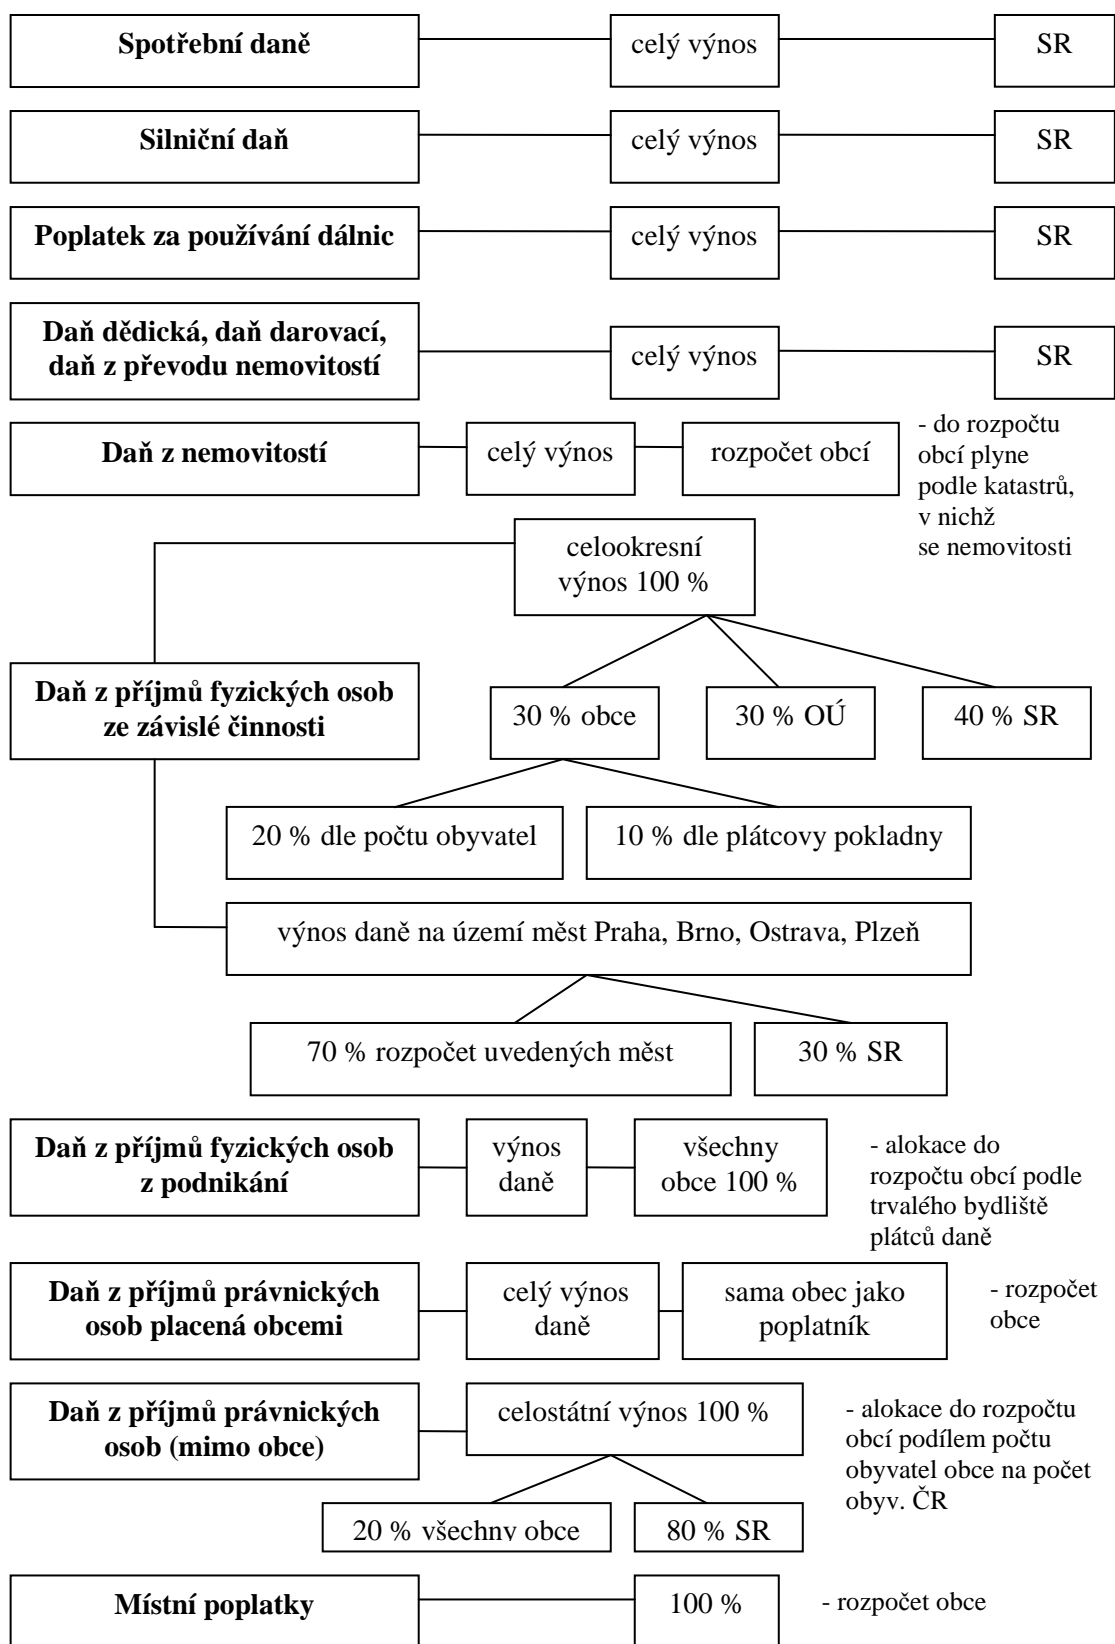 Spotřební daně
celý výnos
SR
Silniční daň
celý výnos
SR
Poplatek za používání dálnic
celý výnos
SR
Daň dědická, daň darovací,
daň z převodu nemovitostí
celý výnos
SR
Daň z nemovitostí
celý výnos
rozpočet obcí
- do rozpočtu
obcí plyne
podle katastrů,
v nichž
se nemovitosti
celookresní
výnos 100 %
Daň z příjmů fyzických osob
ze závislé činnosti
30 % obce
30 % OÚ
40 % SR
20 % dle počtu obyvatel
10 % dle plátcovy pokladny
výnos daně na území měst Praha, Brno, Ostrava, Plzeň
70 % rozpočet uvedených měst
30 % SR
Daň z příjmů fyzických osob
z podnikání
výnos
daně
všechny
obce 100 %
- alokace do
rozpočtu obcí podle
trvalého bydliště
plátců daně
Daň z příjmů právnických
osob placená obcemi
celý výnos
daně
sama obec jako
poplatník
- rozpočet
obce
Daň z příjmů právnických
osob (mimo obce)
celostátní výnos 100 %
- alokace do rozpočtu
obcí podílem počtu
obyvatel obce na počet
obyv. ČR
20 % všechny obce
80 % SR
Místní poplatky
100 %
- rozpočet obce